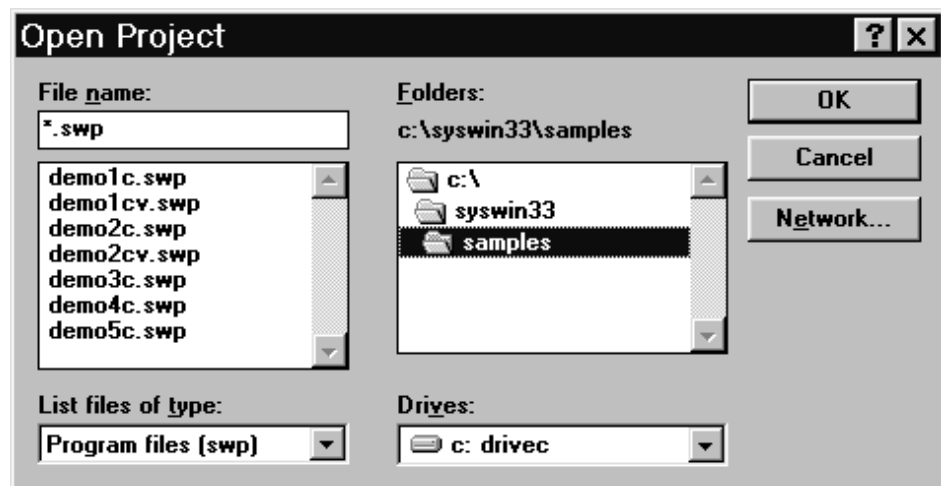 Open Project
File name:
*.swp
demo1c.swp
demo1cv.swp
demo2c.swp
demo2cv.swp
demo3c.swp
demo4c.swp
demo5c.swp
List files of type:
Program files (swp)
Folders:
c:\syswin33\samples
c:\
syswin33
samples
Drives:
c: drivec
? ×
OK
Cancel
Network...